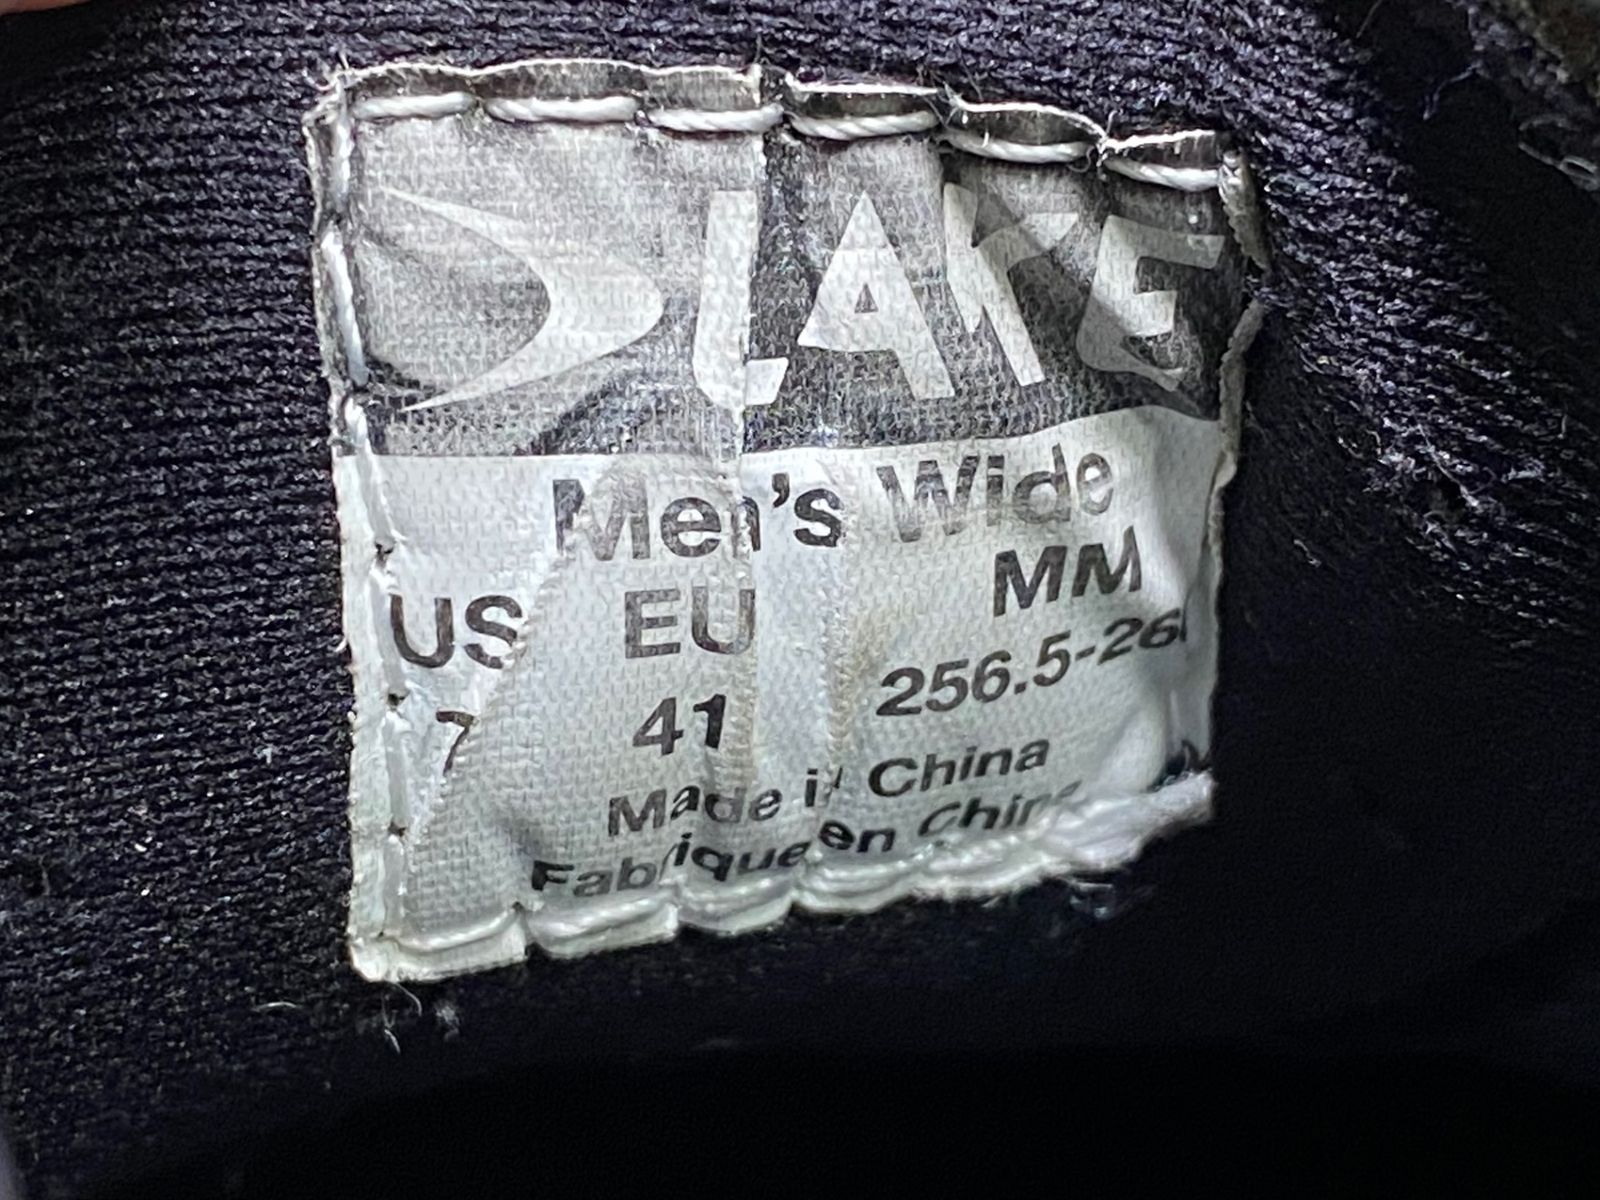 LAKE
Men's Wide
US EU MM
7 41 256.5-26
Made in China
Fabrique en Chine